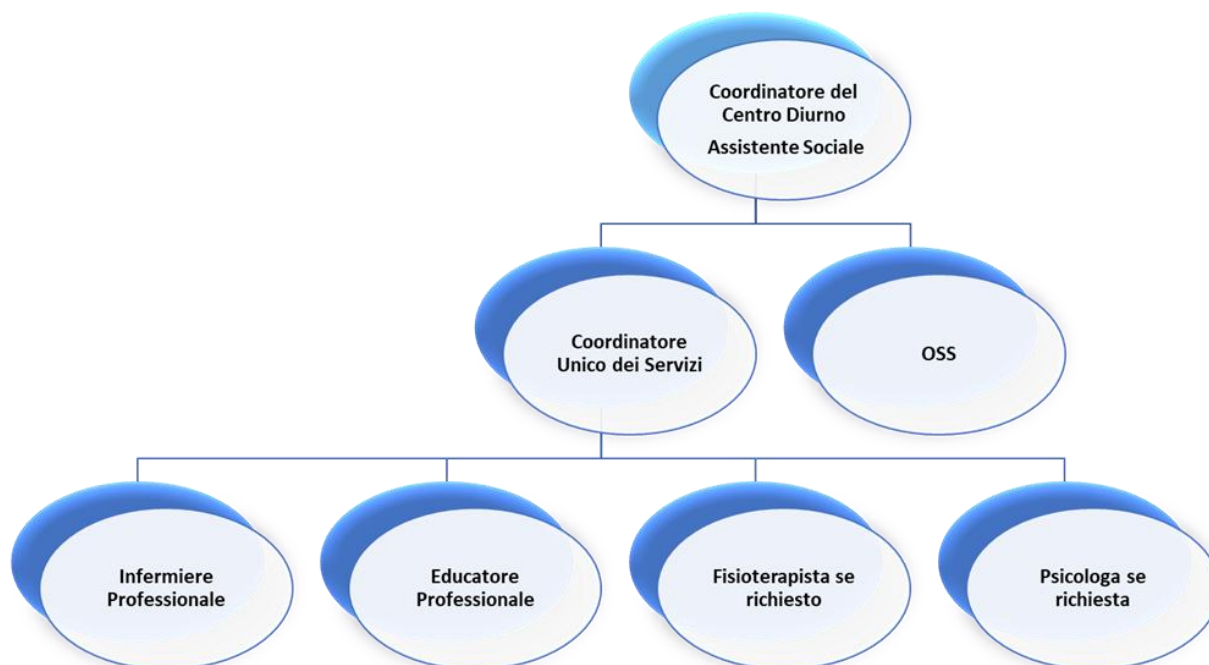 Coordinatore del
Centro Diurno
Assistente Sociale
Coordinatore
Unico dei Servizi
OSS
Infermiere
Professionale
Educatore
Professionale
Fisioterapista se
richiesto
Psicologa se
richiesta